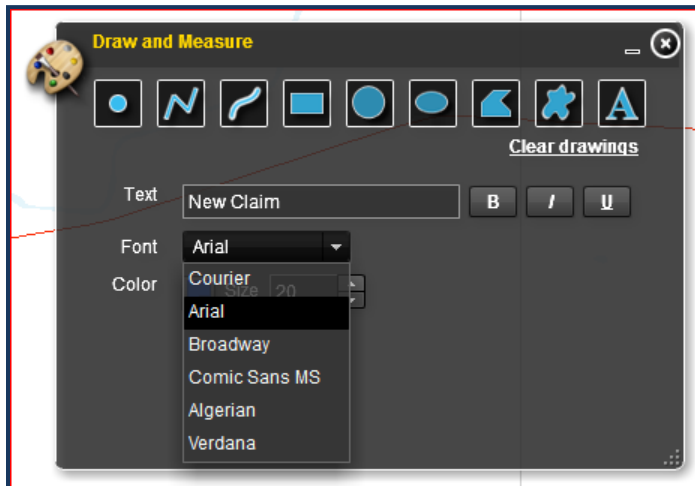 Draw and Measure
A
Clear drawings
Text New Claim B I U
Font Arial
Color Size 20
Courier
Arial
Broadway
Comic Sans MS
Algerian
Verdana